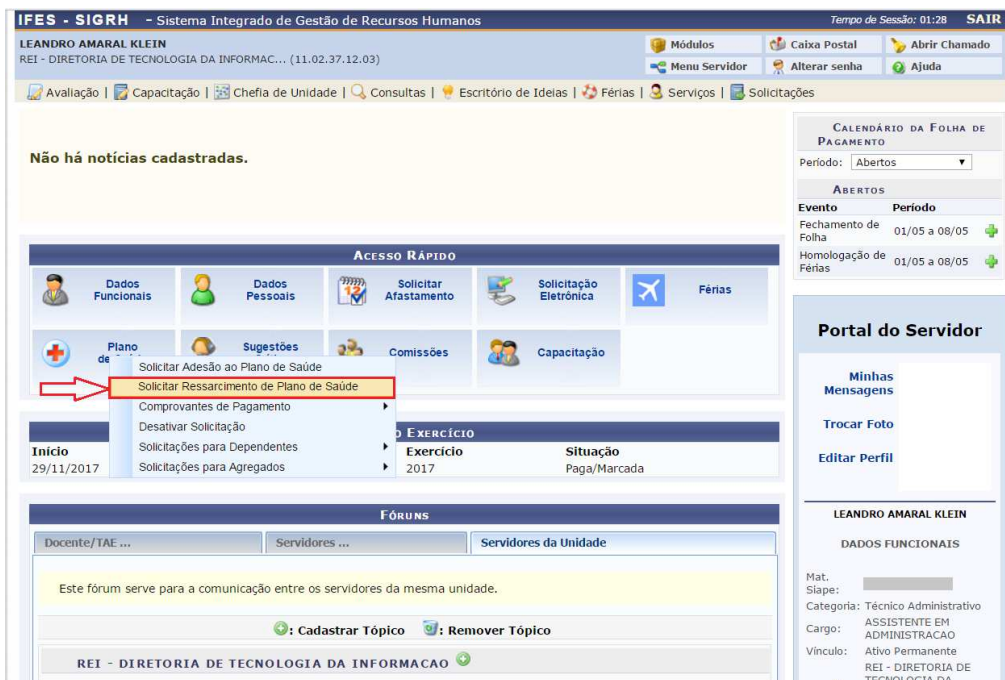 IFES - SIGRH - Sistema Integrado de Gestão de Recursos Humanos
Tempo de Sessão: 01:28 SAIR
LEANDRO AMARAL KLEIN
REI - DIRETORIA DE TECNOLOGIA DA INFORMAC... (11.02.37.12.03)
Módulos
Caixa Postal
Abrir Chamado
Menu Servidor
Alterar senha
Ajuda
Avaliação | Capacitação | Chefia de Unidade | Consultas | Escritório de Ideias | Férias | Serviços | Solicitações
Não há notícias cadastradas.
ACESSO RÁPIDO
Dados
Funcionais
Dados
Pessoais
Solicitar
Afastamento
Solicitação
Eletrônica
Férias
Plano
Sugestões
Comissões
Capacitação
Solicitar Adesão ao Plano de Saúde
Solicitar Ressarcimento de Plano de Saúde
Comprovantes de Pagamento
Desativar Solicitação
Solicitações para Dependentes
Solicitações para Agregados
EXERCÍCIO
Início
Exercício
Situação
29/11/2017
2017
Paga/Marcada
FÓRUNS
Docente/TAE ...
Servidores ...
Servidores da Unidade
Este fórum serve para a comunicação entre os servidores da mesma unidade.
: Cadastrar Tópico : Remover Tópico
REI - DIRETORIA DE TECNOLOGIA DA INFORMACAO
CALENDÁRIO DA FOLHA DE
PAGAMENTO
Período: Abertos
ABERTOS
Evento Período
Fechamento de
Folha
01/05 a 08/05
Homologação de
Férias
01/05 a 08/05
Portal do Servidor
Minhas
Mensagens
Trocar Foto
Editar Perfil
LEANDRO AMARAL KLEIN
DADOS FUNCIONAIS
Mat.
Siape:
Categoria: Técnico Administrativo
Cargo: ASSISTENTE EM
ADMINISTRACAO
Vínculo: Ativo Permanente
REI - DIRETORIA DE
TECNOLOGIA DA